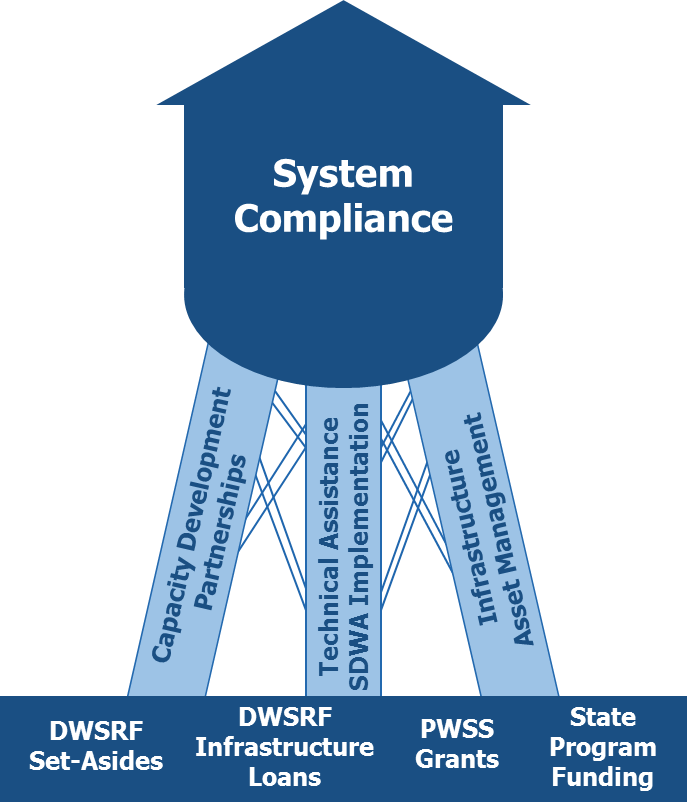 System
Compliance
Capacity Development
Partnerships
Technical Assistance
SDWA Implementation
Infrastructure
Asset Management
DWSRF
Set-Asides
DWSRF
Infrastructure
Loans
PWSS
Grants
State
Program
Funding